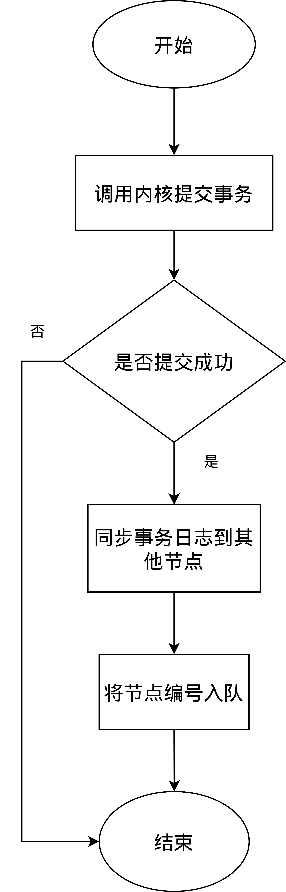 开始
调用内核提交事务
否
是否提交成功
是
同步事务日志到其
他节点
将节点编号入队
结束